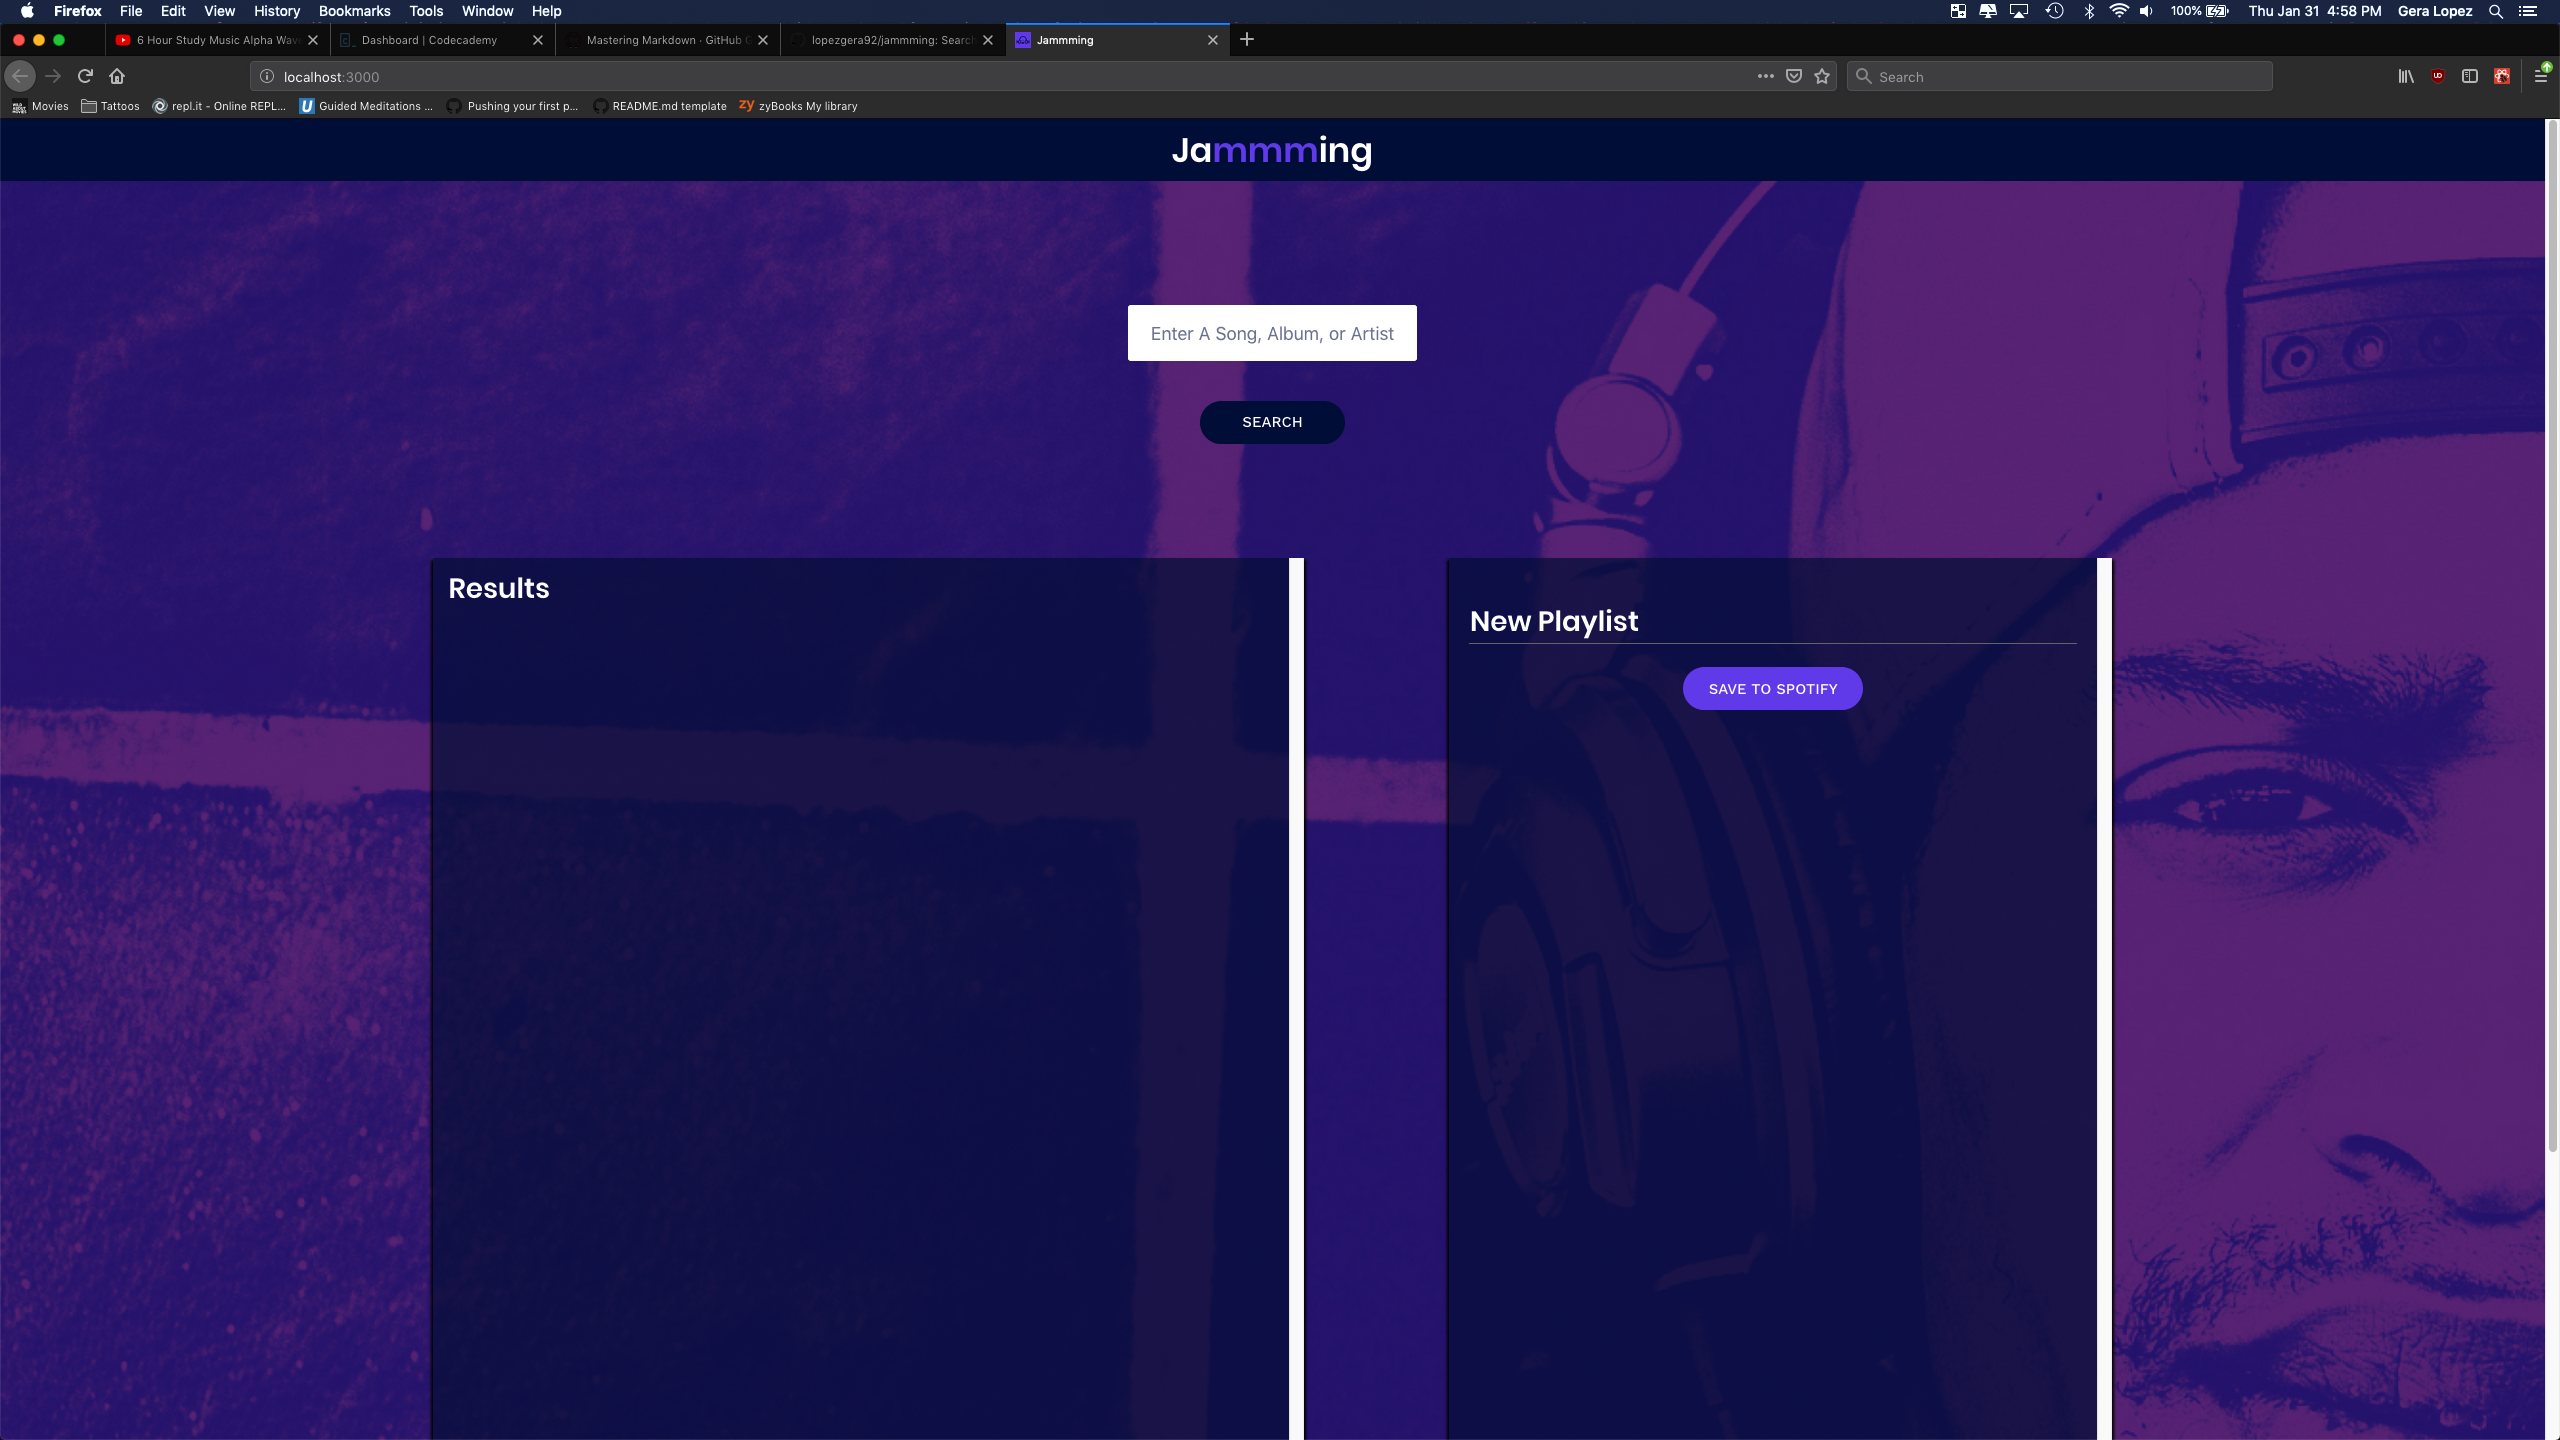 Firefox File Edit View History Bookmarks Tools Window Help 100% Thu Jan 31 4:58 PM Gera Lopez
6 Hour Study Music Alpha Wav Dashboard | Codecademy Mastering Markdown · GitHub G lopezgera92/jammming: Search Jammming
localhost:3000 Search
Movies Tattoos repl.it - Online REPL... Guided Meditations ... Pushing your first p... README.md template zy zyBooks My library
Jammming
Enter A Song, Album, or Artist
SEARCH
Results
New Playlist
SAVE TO SPOTIFY